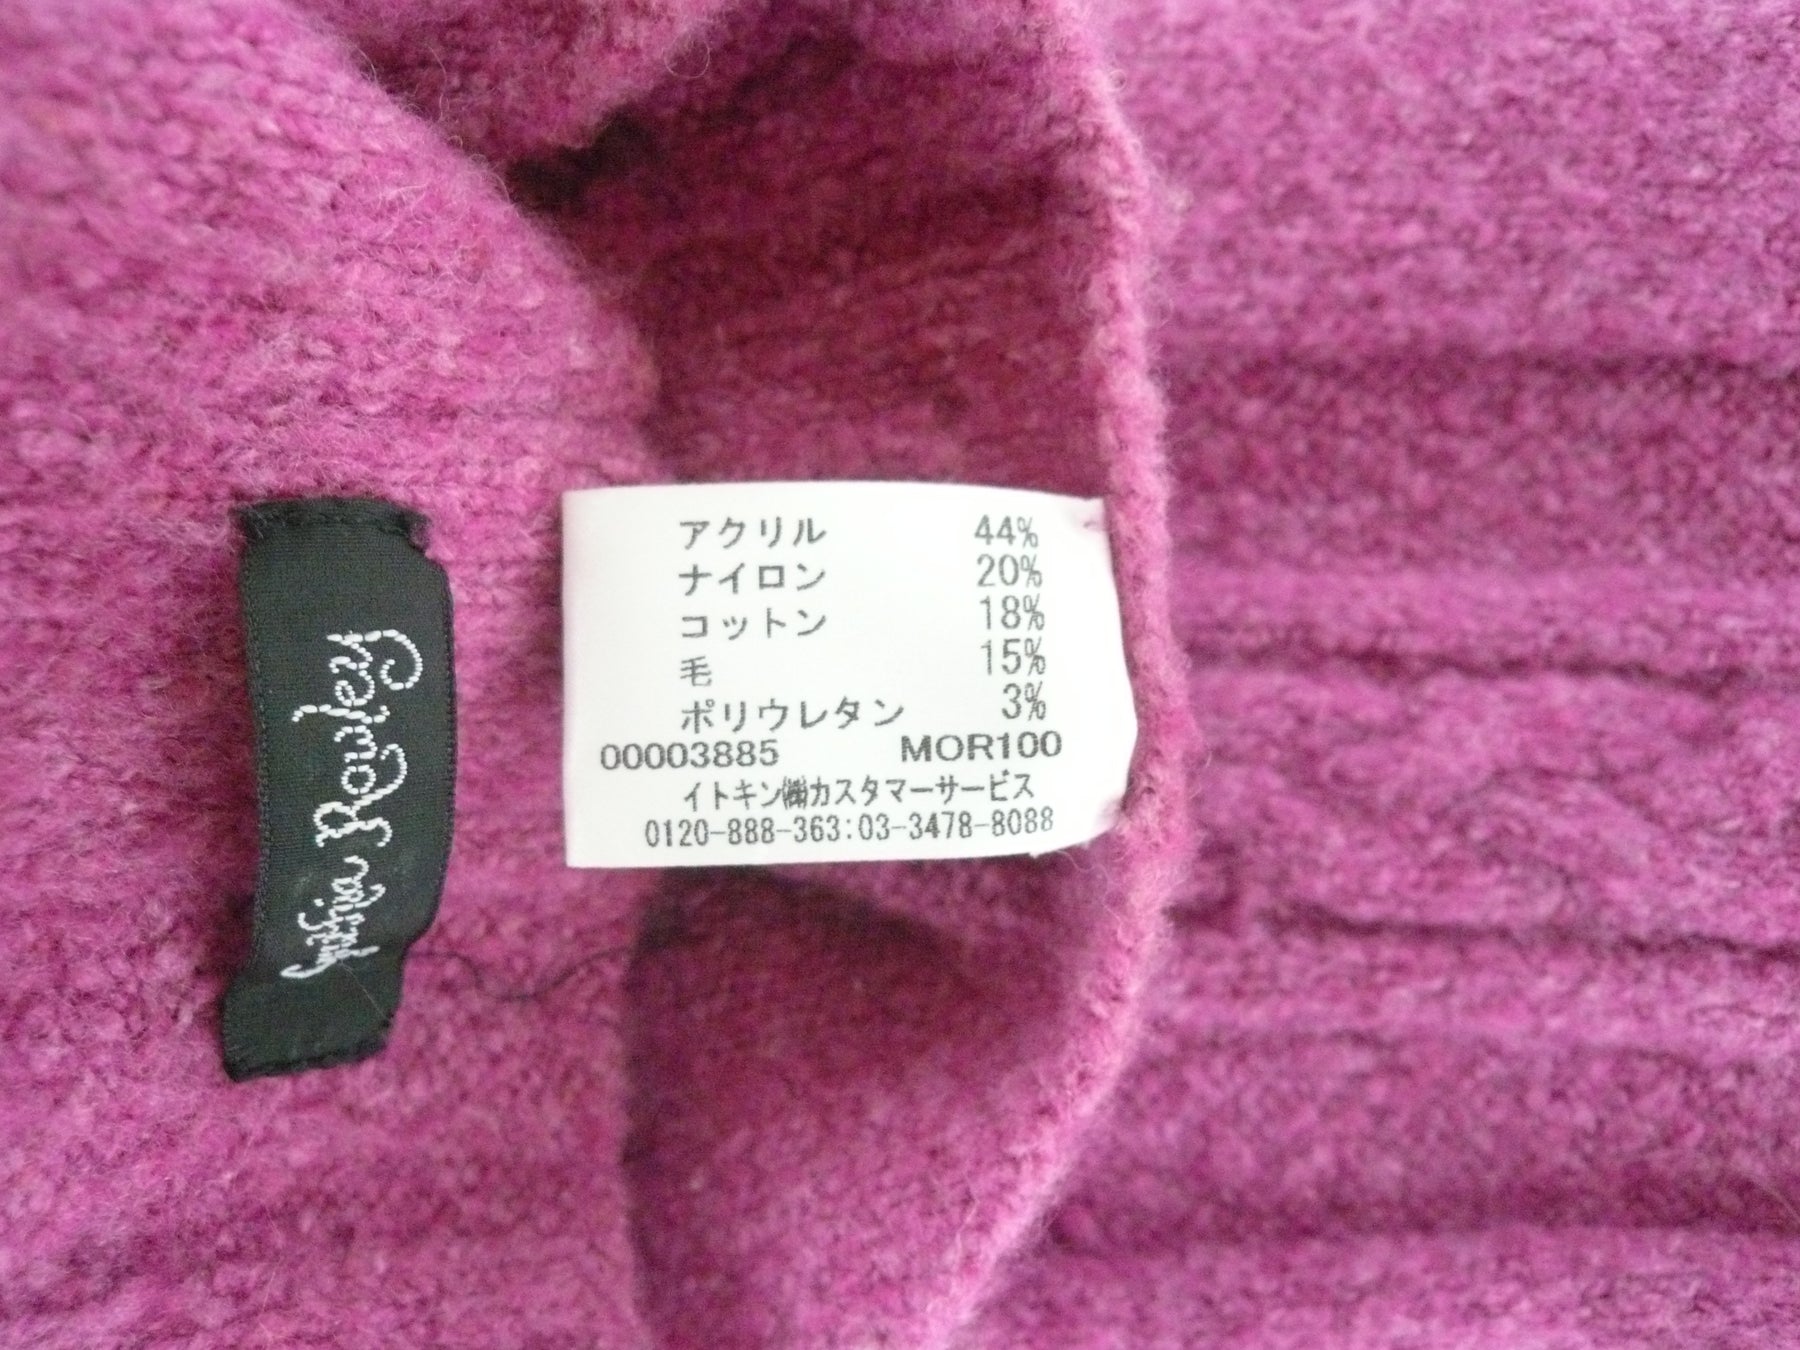 Cynthia Rowley
アクリル 44%
ナイロン 20%
コットン 18%
毛 15%
ポリウレタン 3%
00003885 MOR100
イトキン㈱カスタマーサービス
0120-888-363:03-3478-8088